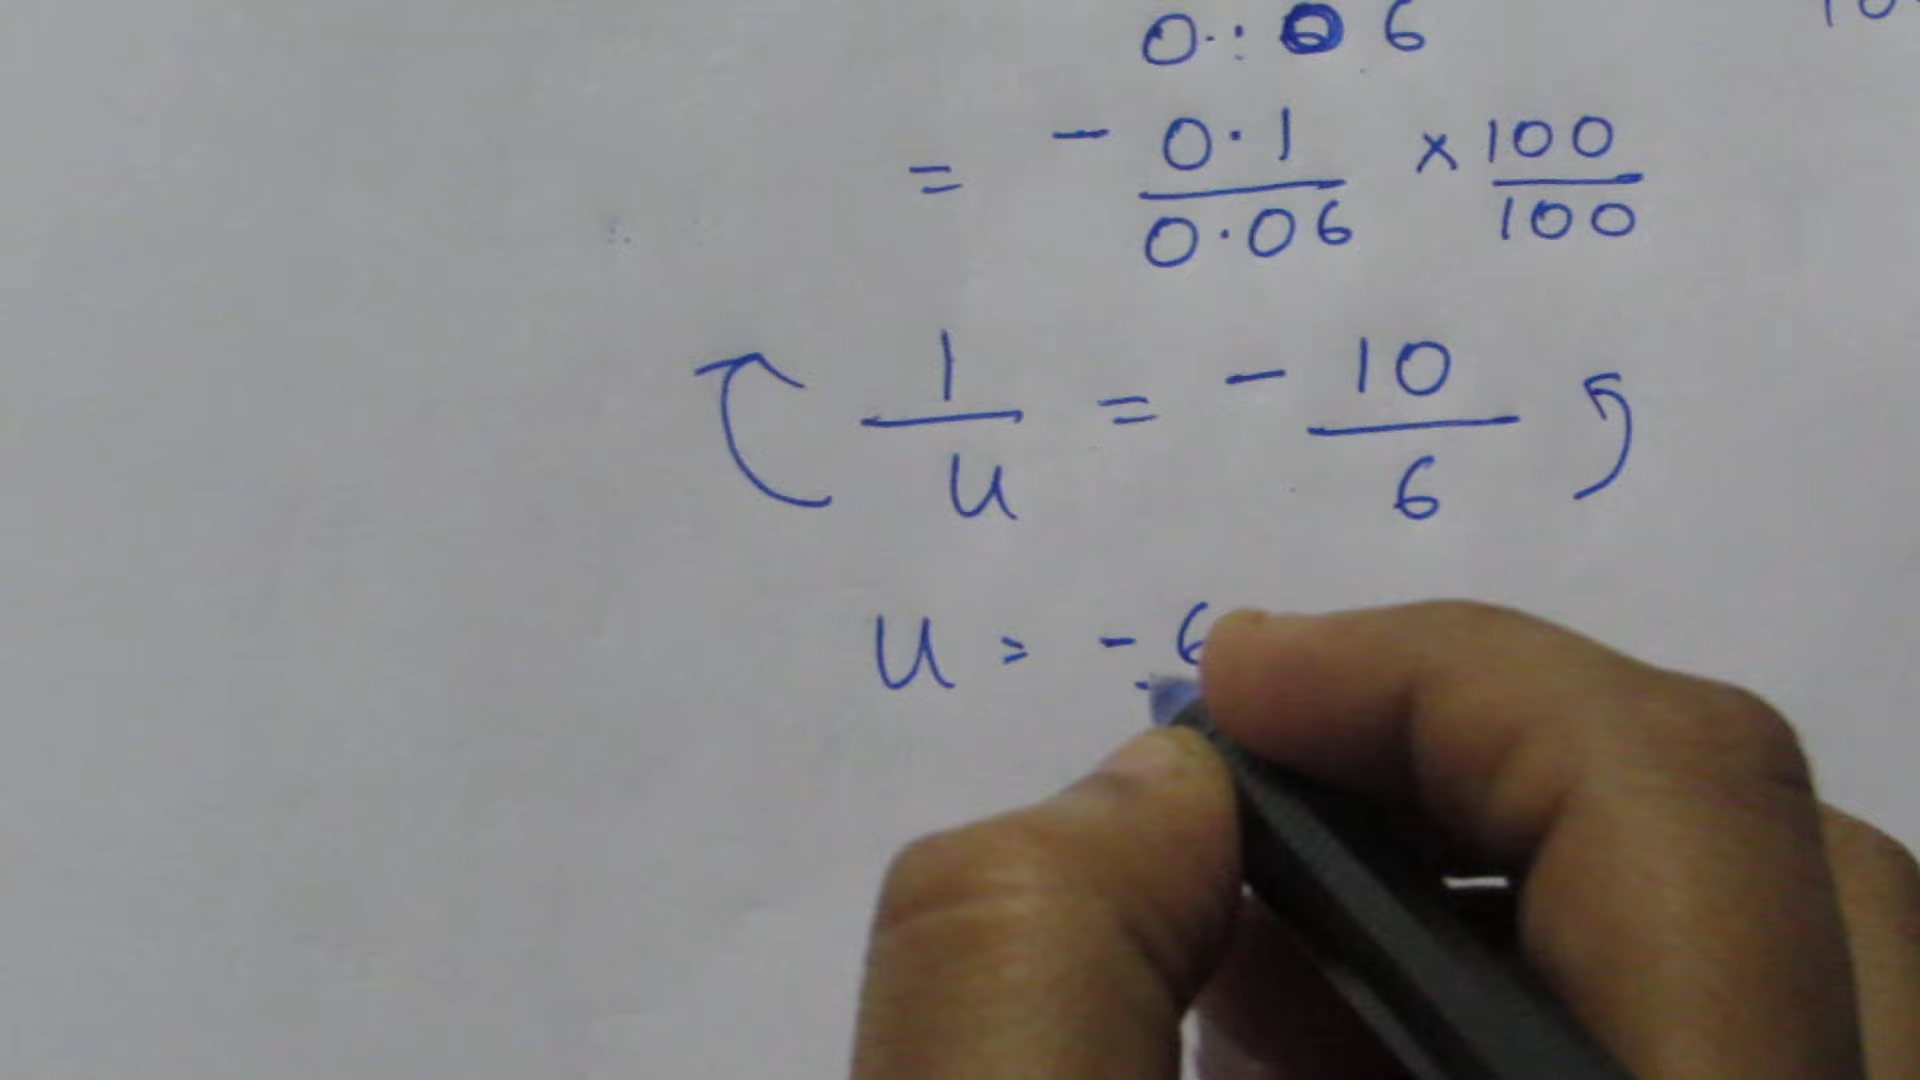 0.06
= - 0.1/0.06 × 100/100
1/u = - 10/6
u = - 6